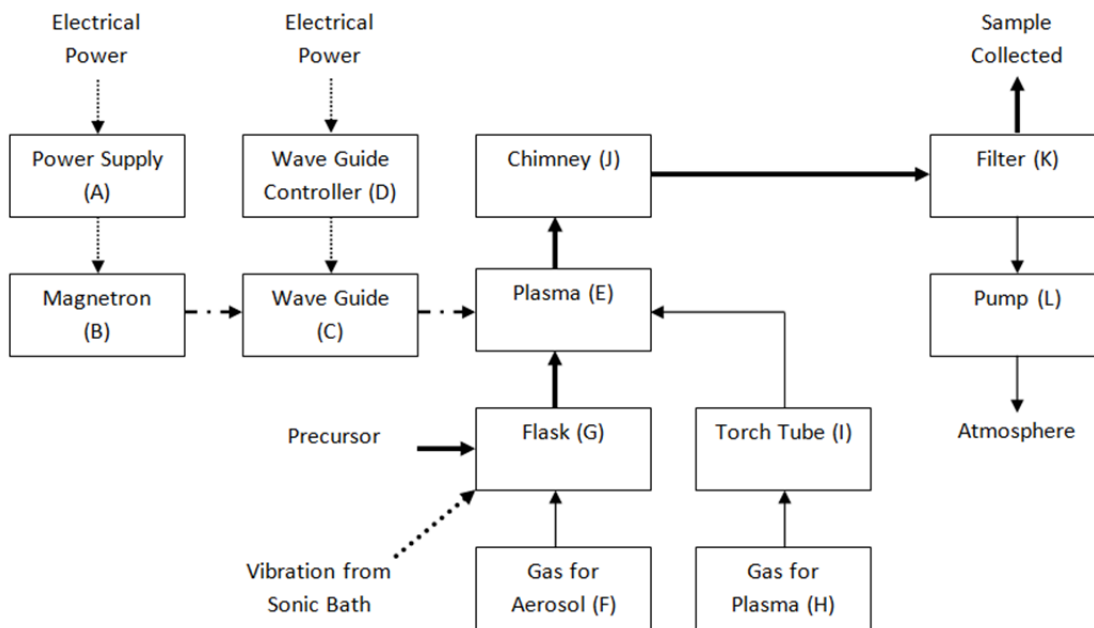 Electrical
Power
Electrical
Power
Sample
Collected
Power Supply
(A)
Wave Guide
Controller (D)
Chimney (J)
Filter (K)
Magnetron
(B)
Wave Guide
(C)
Plasma (E)
Pump (L)
Precursor
Flask (G)
Torch Tube (I)
Atmosphere
Vibration from
Sonic Bath
Gas for
Aerosol (F)
Gas for
Plasma (H)